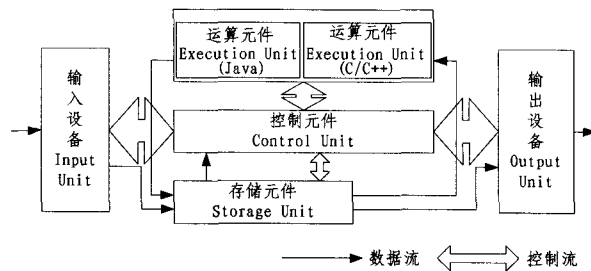 运算元件
Execution Unit
(Java)
运算元件
Execution Unit
(C/C++)
输入设备
Input
Unit
控制元件
Control Unit
输出设备
Output
Unit
存储元件
Storage Unit
数据流
控制流